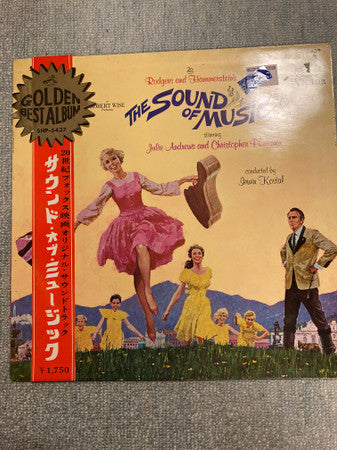 GOLDEN
BEST ALBUM
SHP-5437
20世紀フォックス映画オリジナル・サウンドトラック
サウンド・オブ・ミュージック
¥1,750
Rodgers and Hammerstein's
ROBERT WISE
THE SOUND
OF MUSIC
starring
Julie Andrews and Christopher Plummer
conducted by
Irwin Kostal